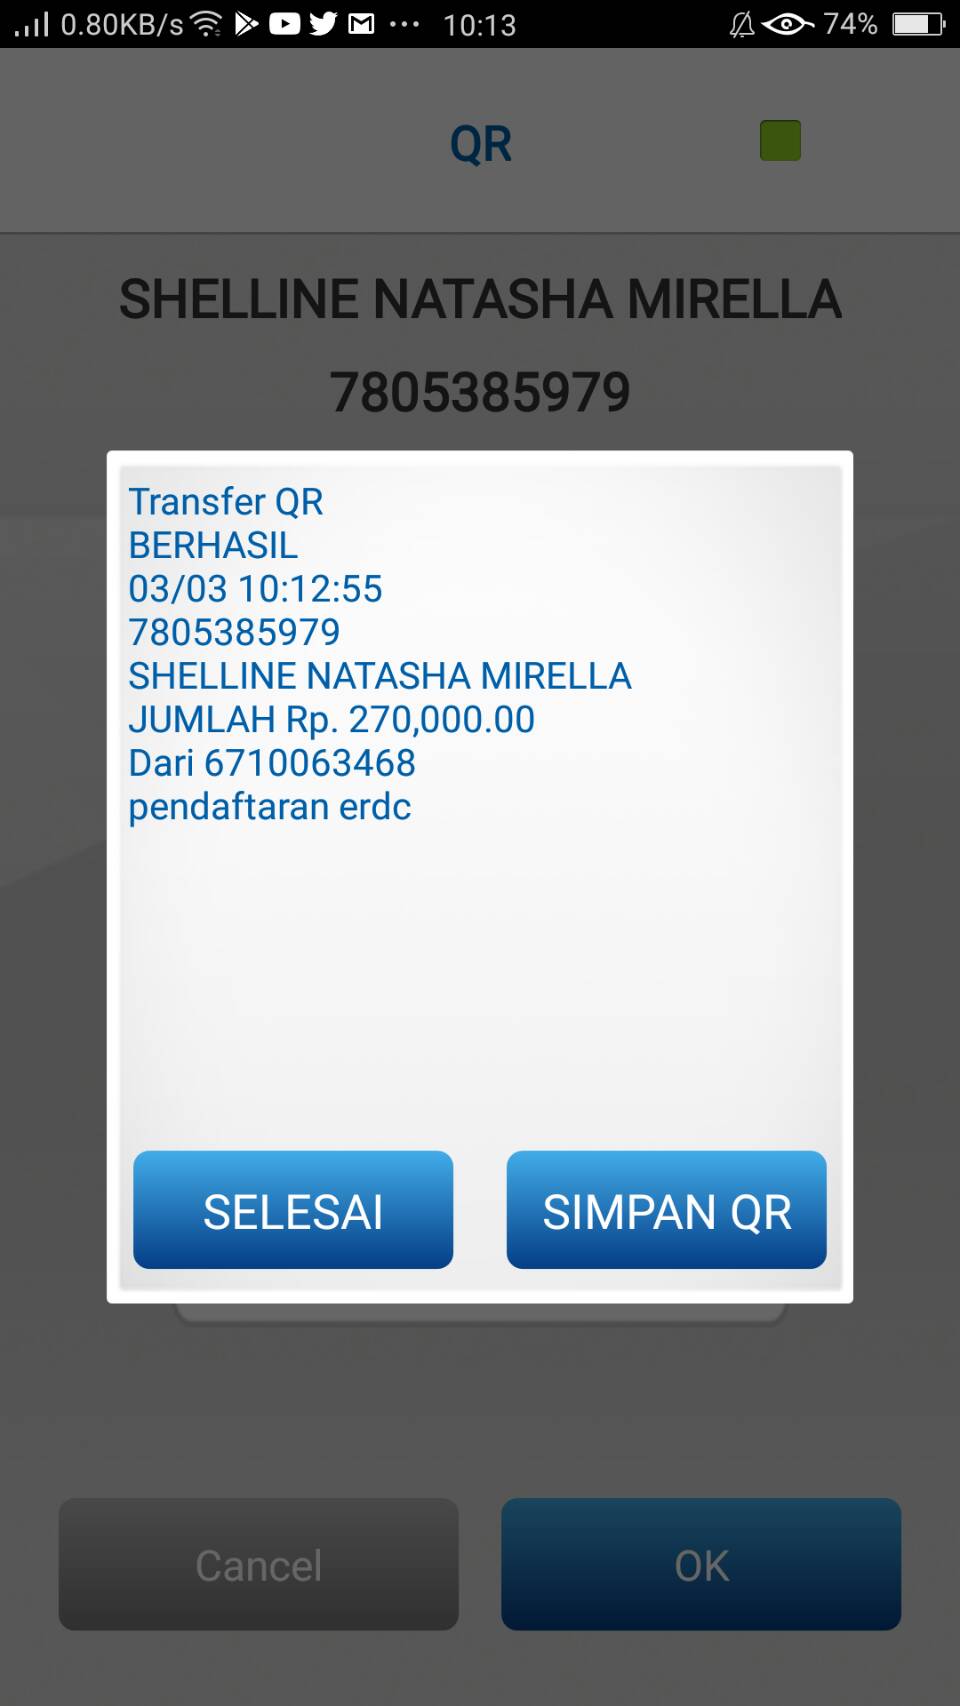 0.80KB/s 10:13 74%
QR
SHELLINE NATASHA MIRELLA
7805385979
Transfer QR
BERHASIL
03/03 10:12:55
7805385979
SHELLINE NATASHA MIRELLA
JUMLAH Rp. 270,000.00
Dari 6710063468
pendaftaran erdc
SELESAI
SIMPAN QR
Cancel
OK